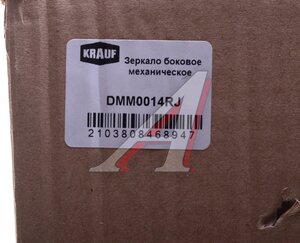 KRAUF
Зеркало боковое
механическое
DMM0014RJ
2103808468947